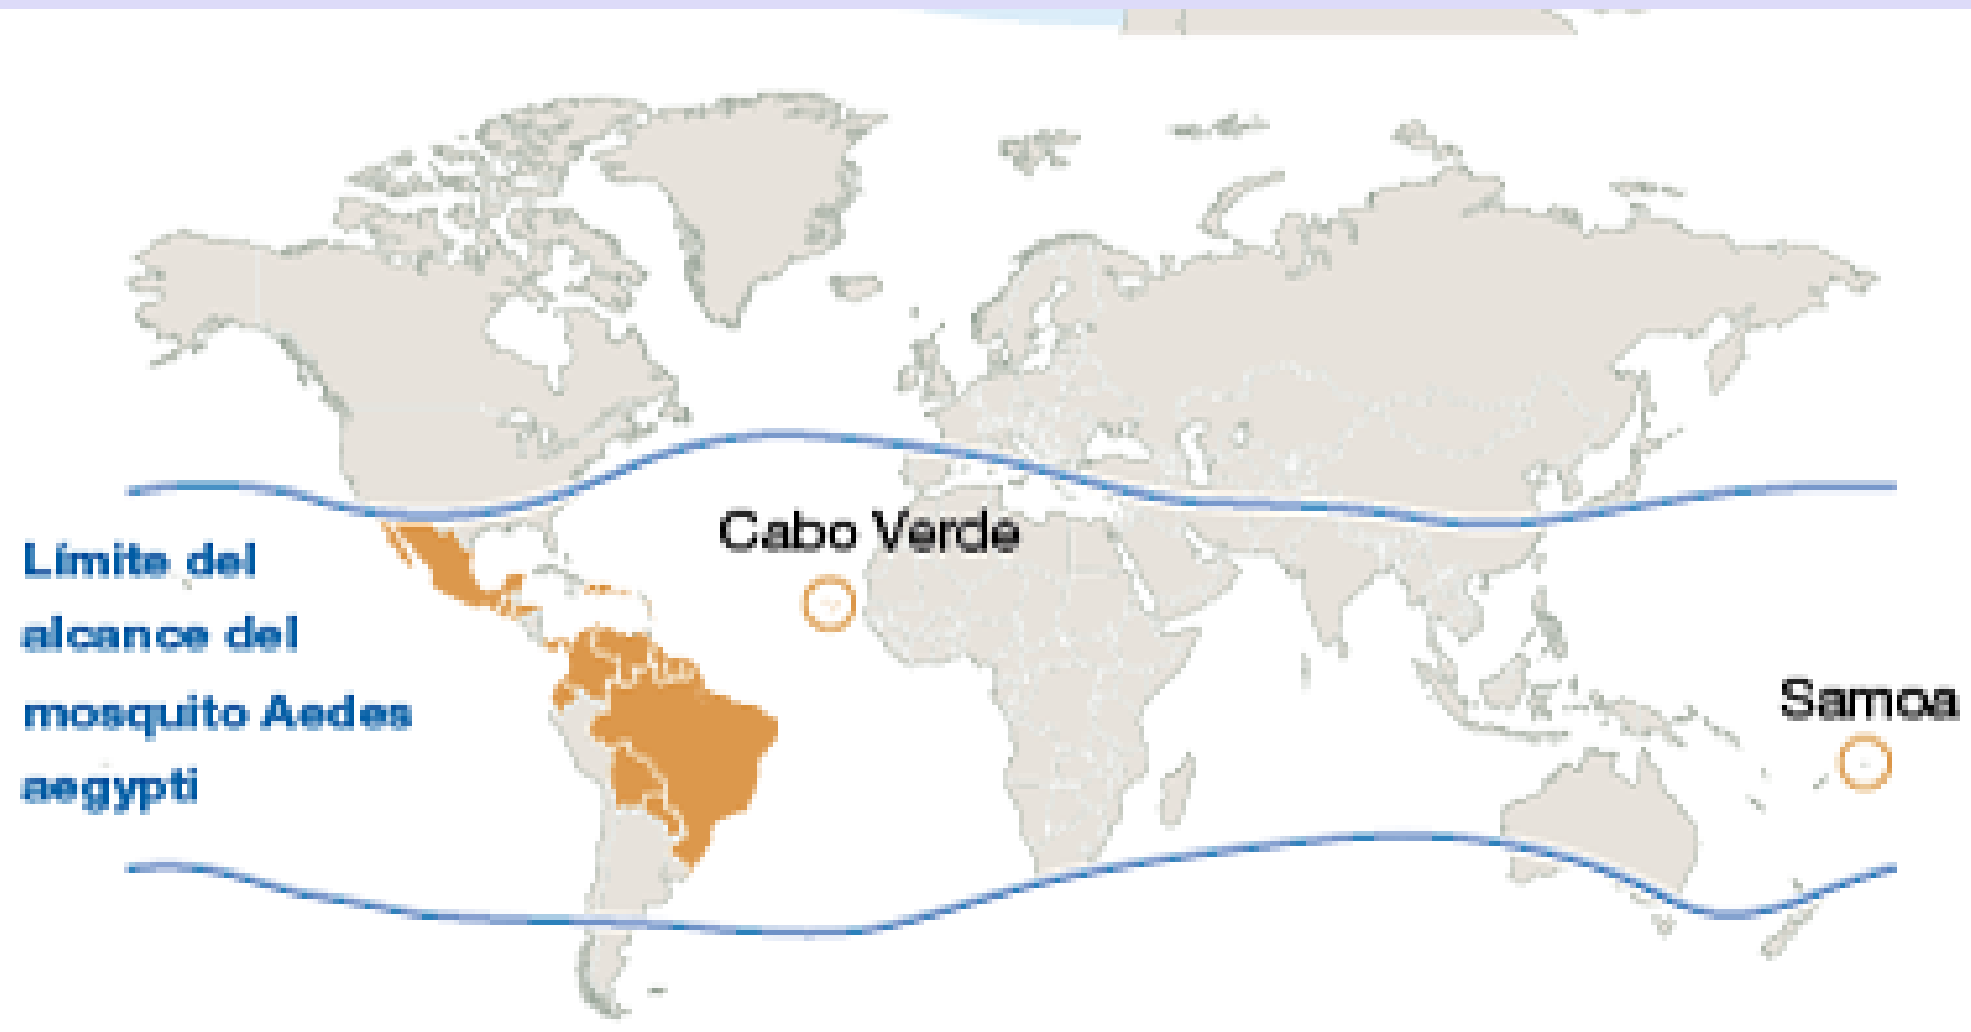 Cabo Verde
Límite del
alcance del
mosquito Aedes
aegypti
Samoa